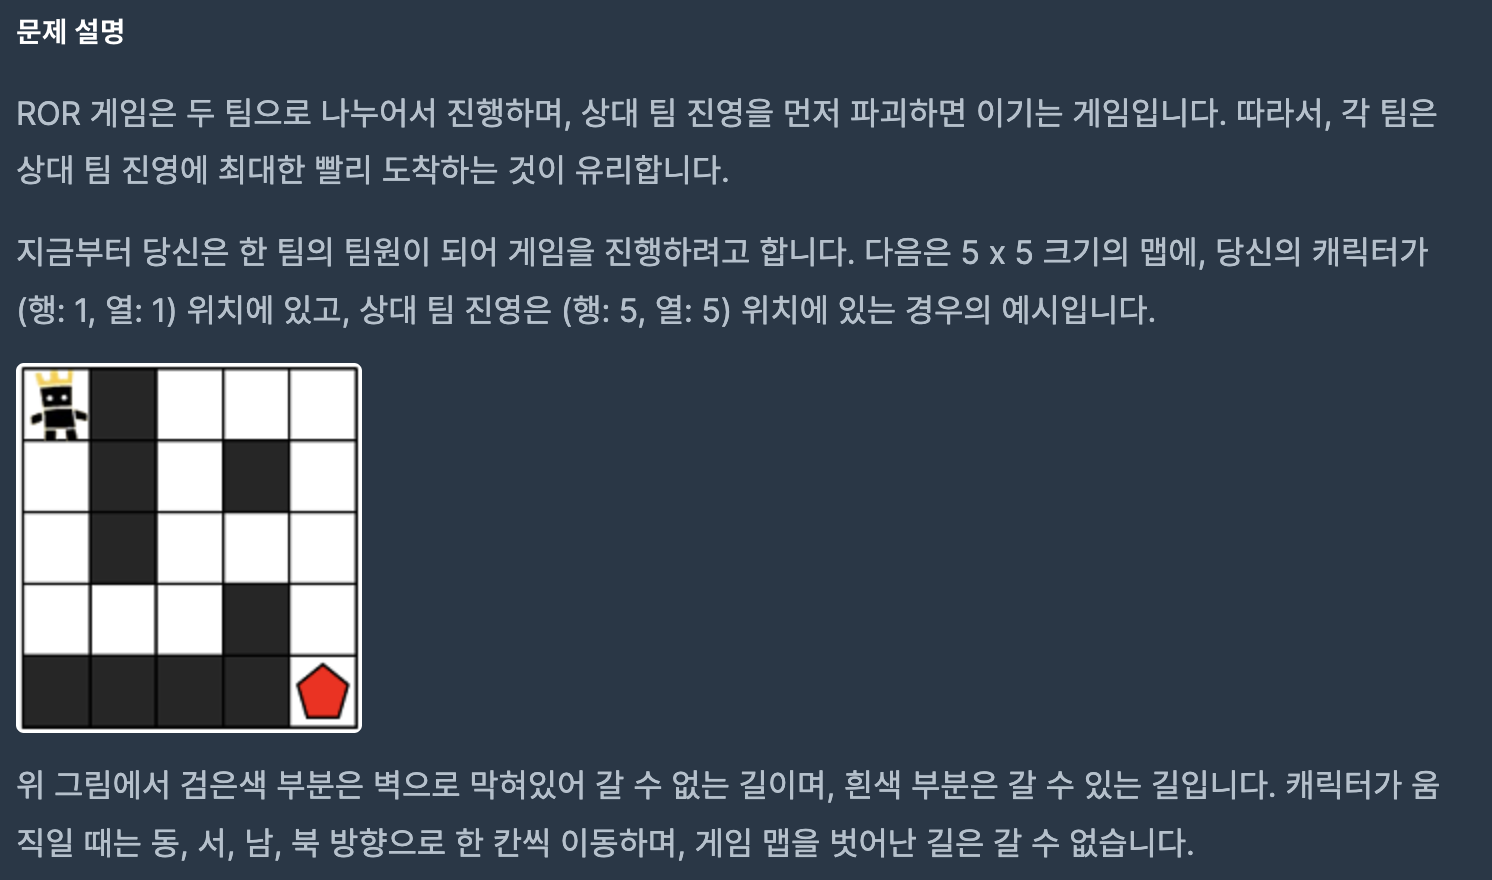 문제 설명
ROR 게임은 두 팀으로 나누어서 진행하며, 상대 팀 진영을 먼저 파괴하면 이기는 게임입니다. 따라서, 각 팀은
상대 팀 진영에 최대한 빨리 도착하는 것이 유리합니다.
지금부터 당신은 한 팀의 팀원이 되어 게임을 진행하려고 합니다. 다음은 5 x 5 크기의 맵에, 당신의 캐릭터가
(행: 1, 열: 1) 위치에 있고, 상대 팀 진영은 (행: 5, 열: 5) 위치에 있는 경우의 예시입니다.
위 그림에서 검은색 부분은 벽으로 막혀있어 갈 수 없는 길이며, 흰색 부분은 갈 수 있는 길입니다. 캐릭터가 움
직일 때는 동, 서, 남, 북 방향으로 한 칸씩 이동하며, 게임 맵을 벗어난 길은 갈 수 없습니다.